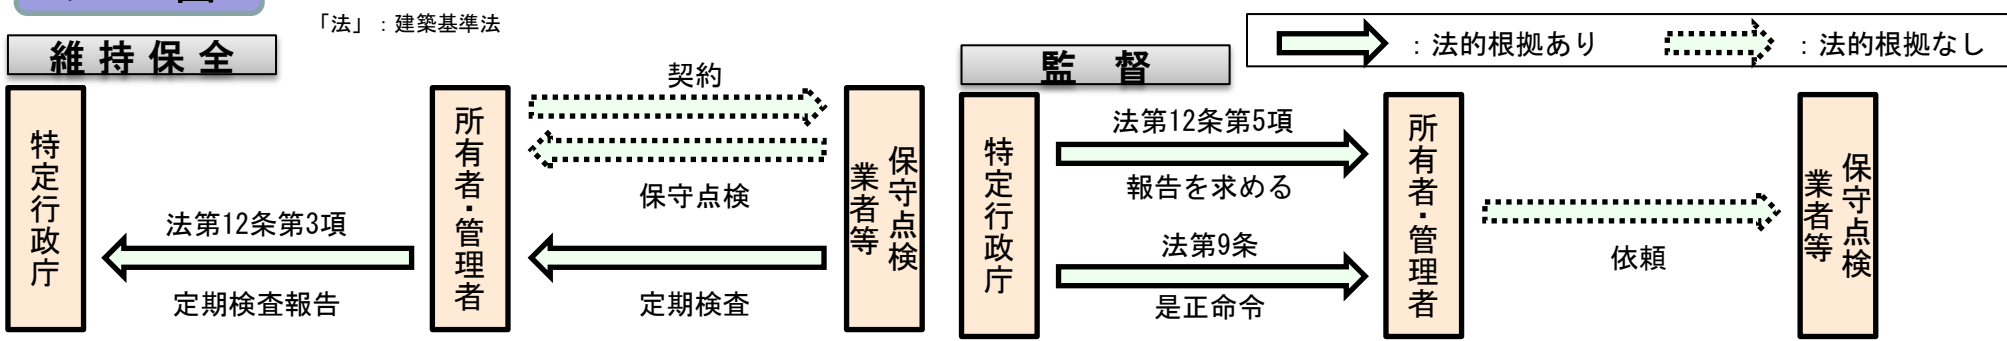 「法」：建築基準法
維持保全
特定行政庁
法第12条第3項
定期検査報告
所有者・管理者
契約
保守点検
定期検査
保守点検
業者等
監督
：法的根拠あり
：法的根拠なし
特定行政庁
法第12条第5項
報告を求める
法第9条
是正命令
所有者・管理者
依頼
保守点検
業者等